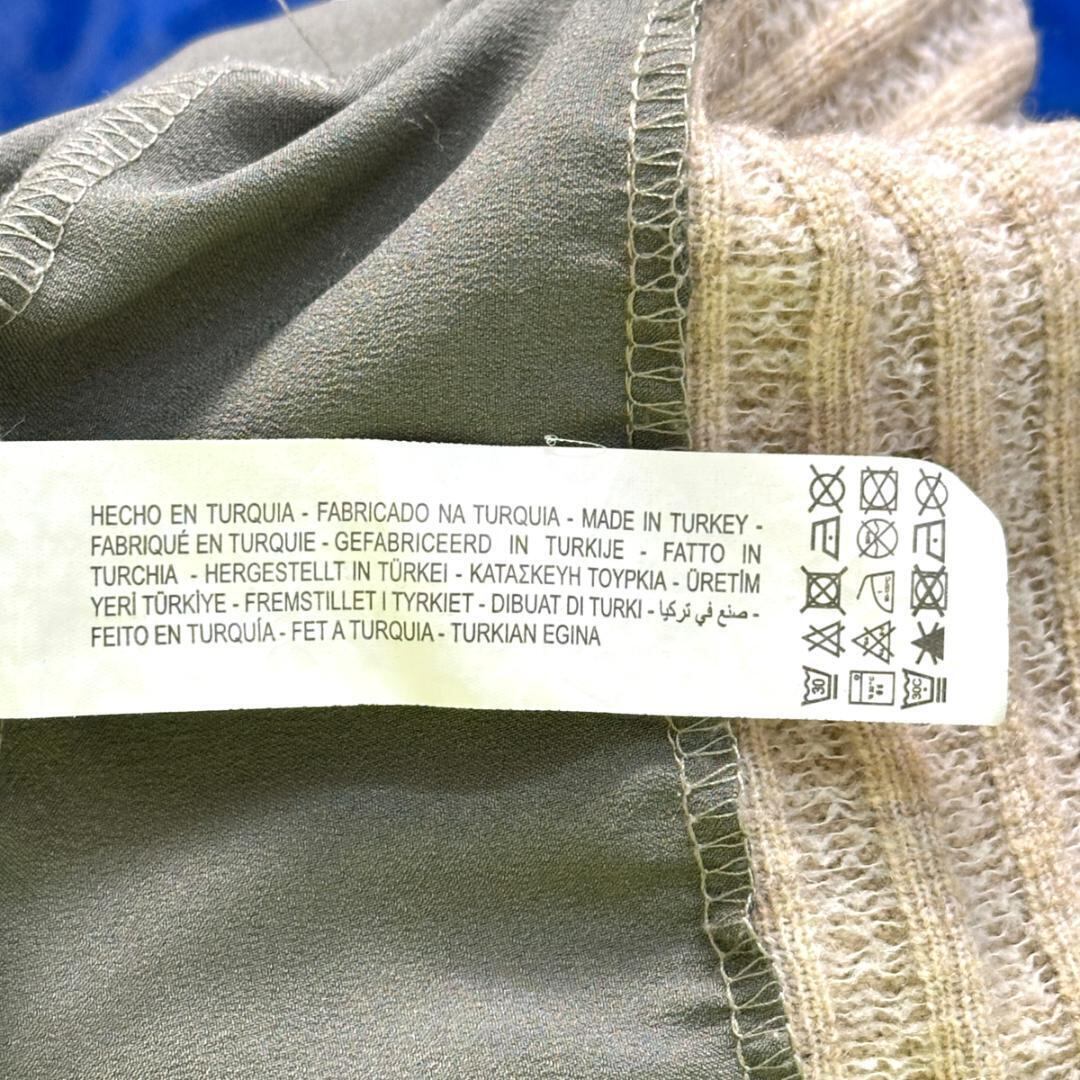 HECHO EN TURQUIA - FABRICADO NA TURQUIA - MADE IN TURKEY -
FABRIQUÉ EN TURQUIE - GEFABRICEERD IN TURKIJE - FATTO IN
TURCHIA - HERGESTELLT IN TÜRKEI - ΚΑΤΑΣΚΕΥΗ ΤΟΥΡΚΙΑ - ÜRETİM
YERİ TÜRKİYE - FREMSTILLET I TYRKIET - DIBUAT DI TURKI - صنع في تركيا -
FEITO EN TURQUÍA - FET A TURQUIA - TURKIAN EGINA
30
30C